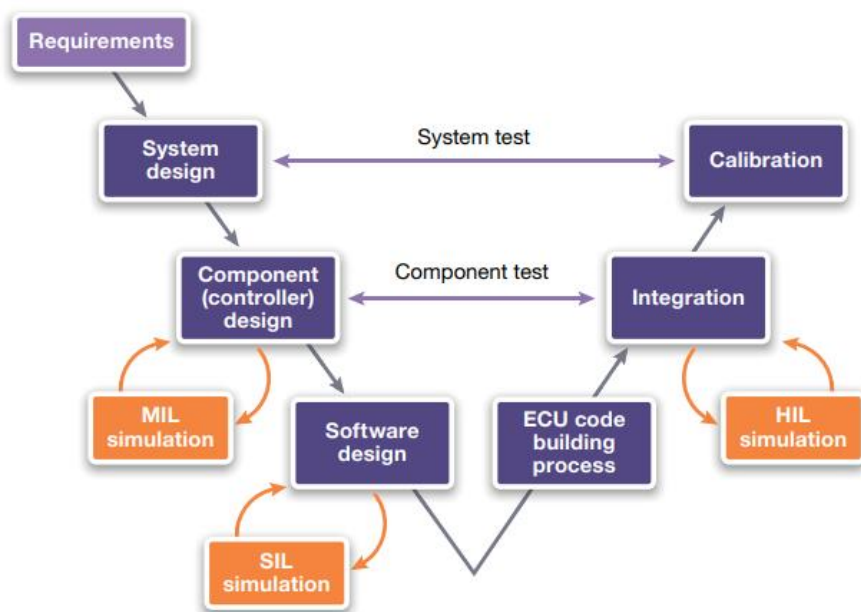 Requirements
System
design
System test
Calibration
Component
(controller)
design
Component test
Integration
MIL
simulation
Software
design
ECU code
building
process
HIL
simulation
SIL
simulation